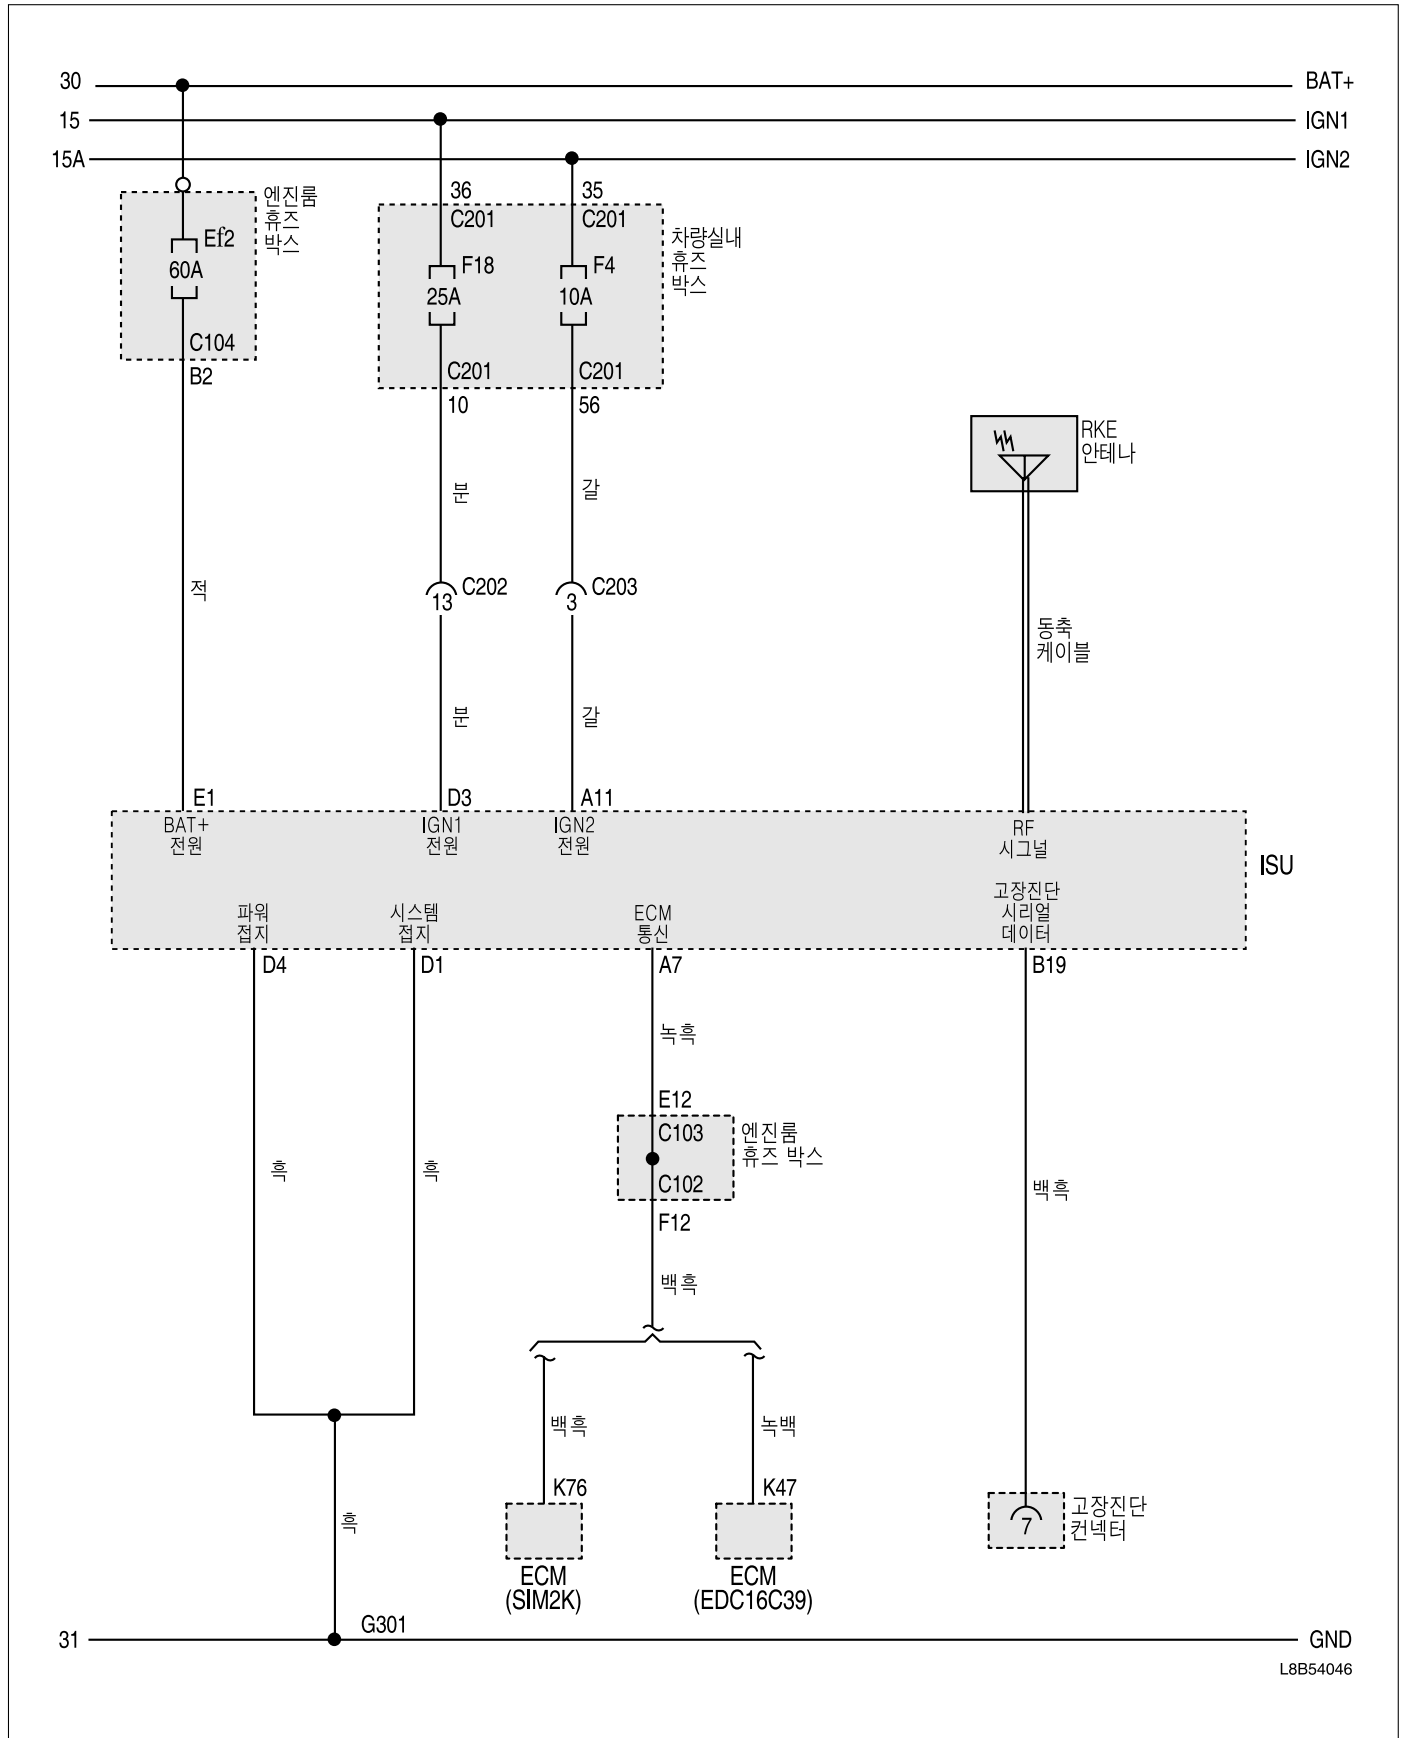 30
BAT+
15
IGN1
15A
IGN2
엔진룸
휴즈
박스
Ef2
60A
C104
B2
36
C201
35
C201
차량실내
휴즈
박스
F18
25A
F4
10A
C201
10
C201
56
RKE
안테나
분
갈
적
C202
13
C203
3
동축
케이블
분
갈
E1
D3
A11
BAT+
전원
IGN1
전원
IGN2
전원
RF
시그널
ISU
파워
접지
시스템
접지
ECM
통신
고장진단
시리얼
데이터
D4
D1
A7
B19
녹흑
E12
C103
C102
F12
엔진룸
휴즈 박스
흑
흑
백흑
백흑
백흑
녹백
K76
K47
흑
7
고장진단
컨넥터
ECM
(SIM2K)
ECM
(EDC16C39)
G301
31
GND
L8B54046